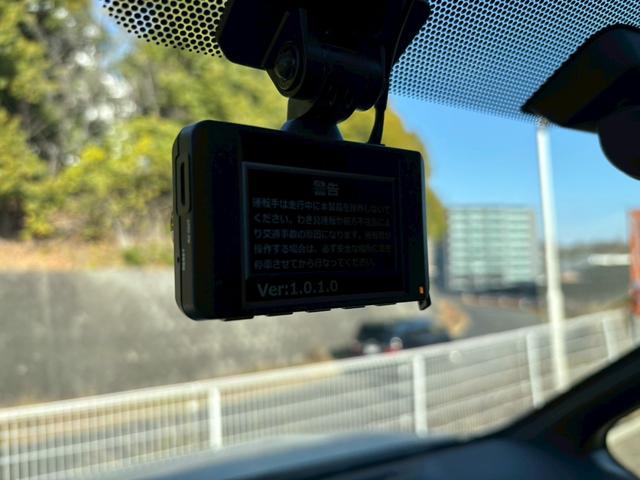 警告
運転手は走行中に本製品を操作しないで
ください。わき見運転や前方不注意によ
り交通事故の原因になります。運転者が
操作する場合は、必ず安全な場所に
停車させてから行なってください。
Ver:1.0.1.0